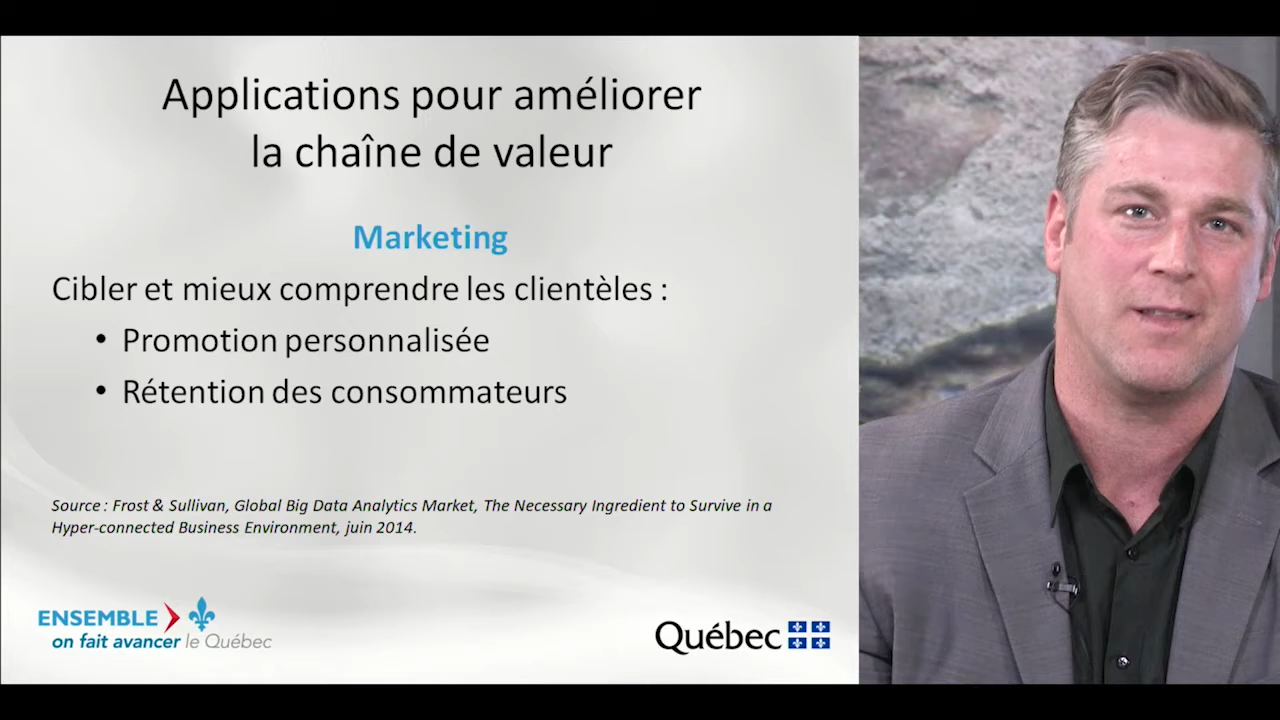 Applications pour améliorer
la chaîne de valeur
Marketing
Cibler et mieux comprendre les clientèles :
• Promotion personnalisée
• Rétention des consommateurs
Source : Frost & Sullivan, Global Big Data Analytics Market, The Necessary Ingredient to Survive in a
Hyper-connected Business Environment, juin 2014.
ENSEMBLE
on fait avancer le Québec
Québec